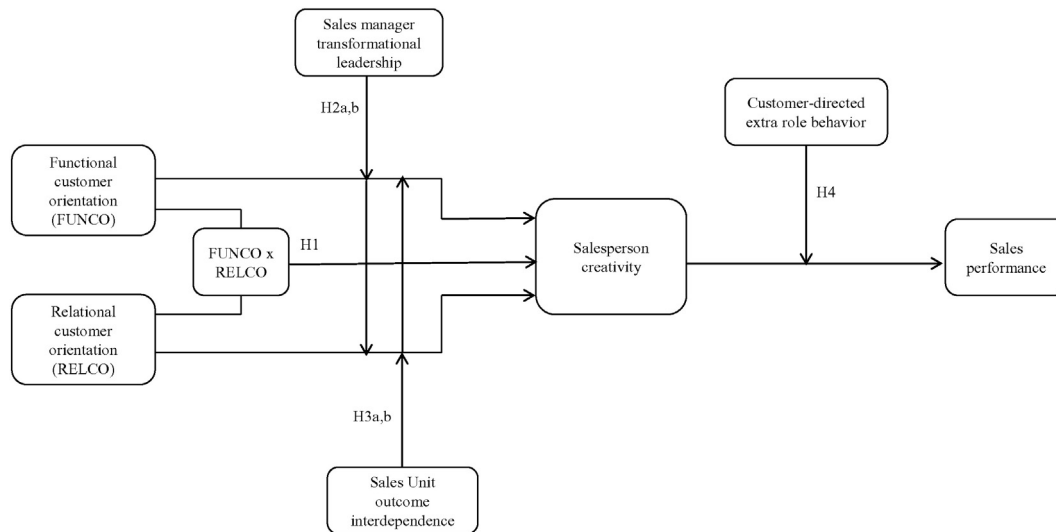 Sales manager
transformational
leadership
H2a,b
Customer-directed
extra role behavior
H4
Functional
customer
orientation
(FUNCO)
FUNCO x
RELCO
H1
Relational
customer
orientation
(RELCO)
Salesperson
creativity
Sales
performance
H3a,b
Sales Unit
outcome
interdependence